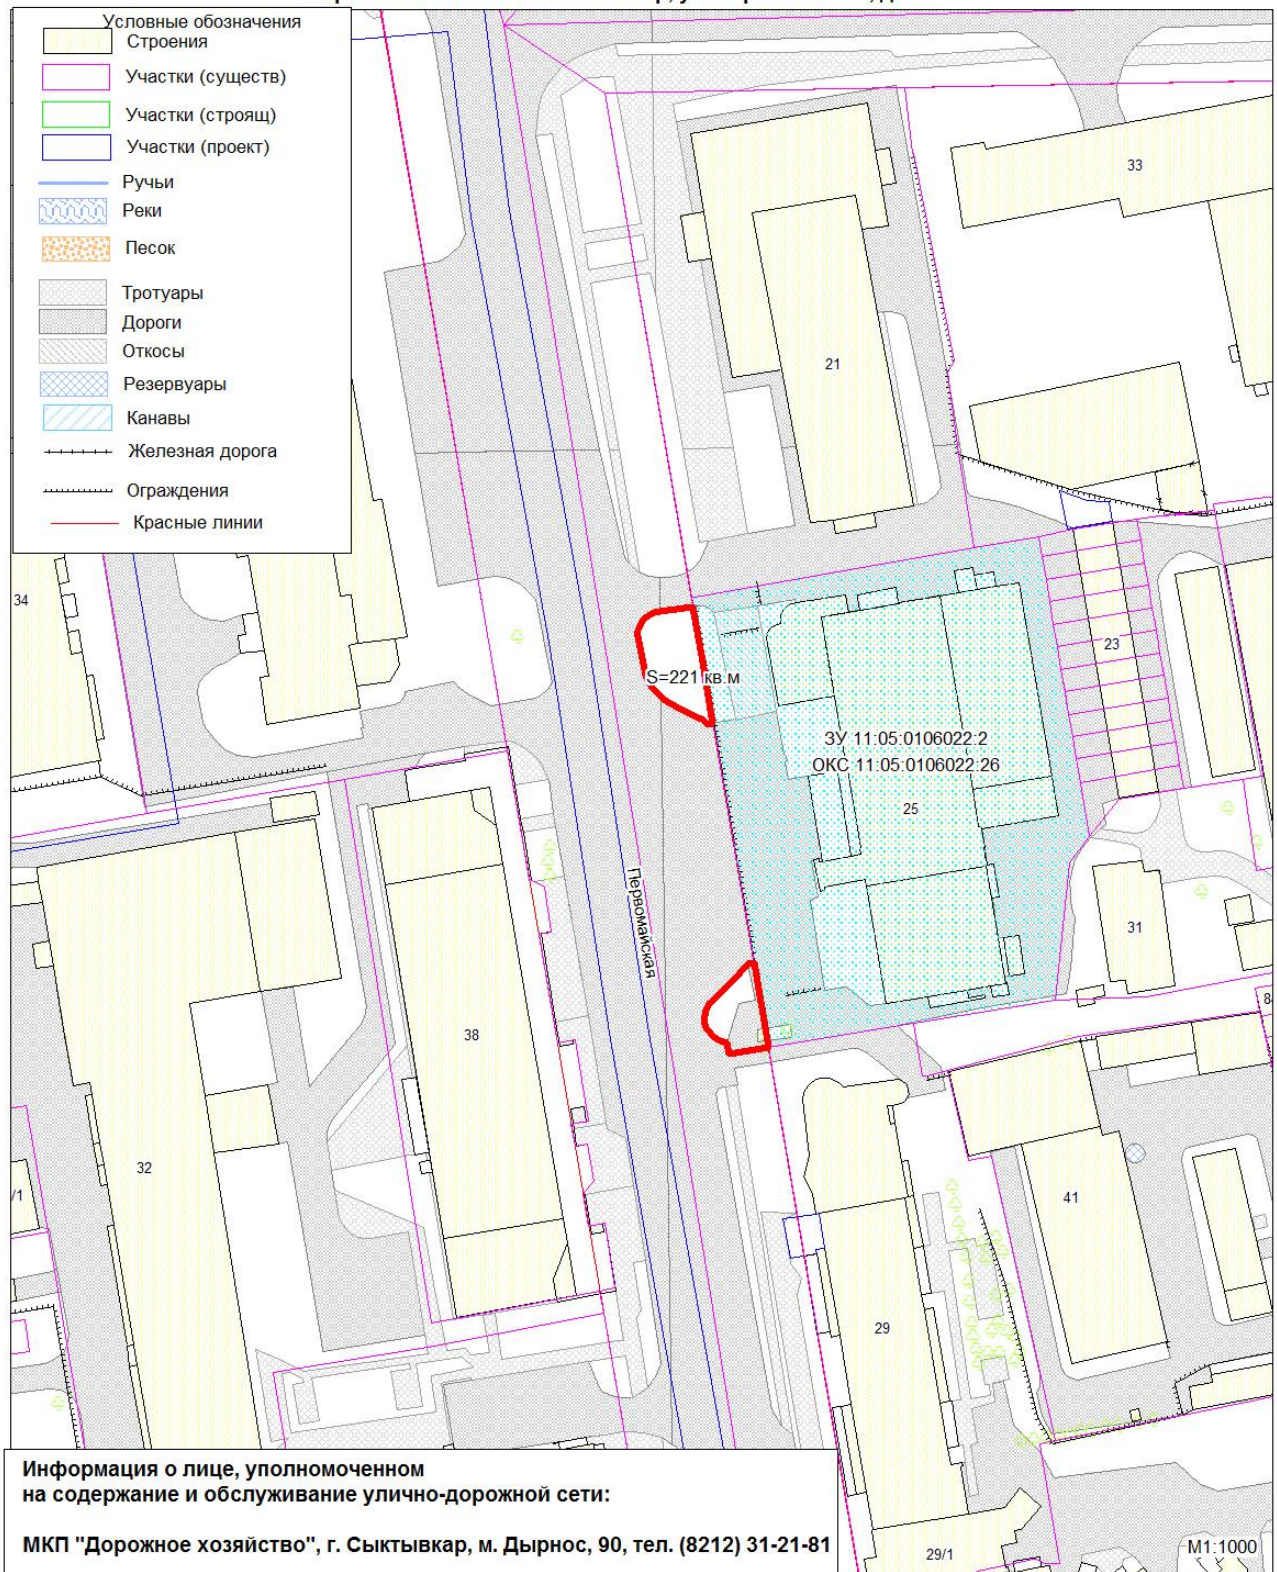 Условные обозначения
Строения
Участки (существ)
Участки (строящ)
Участки (проект)
Ручьи
Реки
Песок
Тротуары
Дороги
Откосы
Резервуары
Канавы
Железная дорога
Ограждения
Красные линии
33
21
34
23
S=221 кв.м
ЗУ 11:05:0106022:2
ОКС 11:05:0106022:26
25
Первомайская
31
38
32
/1
41
29
29/1
Информация о лице, уполномоченном
на содержание и обслуживание улично-дорожной сети:
МКП "Дорожное хозяйство", г. Сыктывкар, м. Дырнос, 90, тел. (8212) 31-21-81
М1:1000